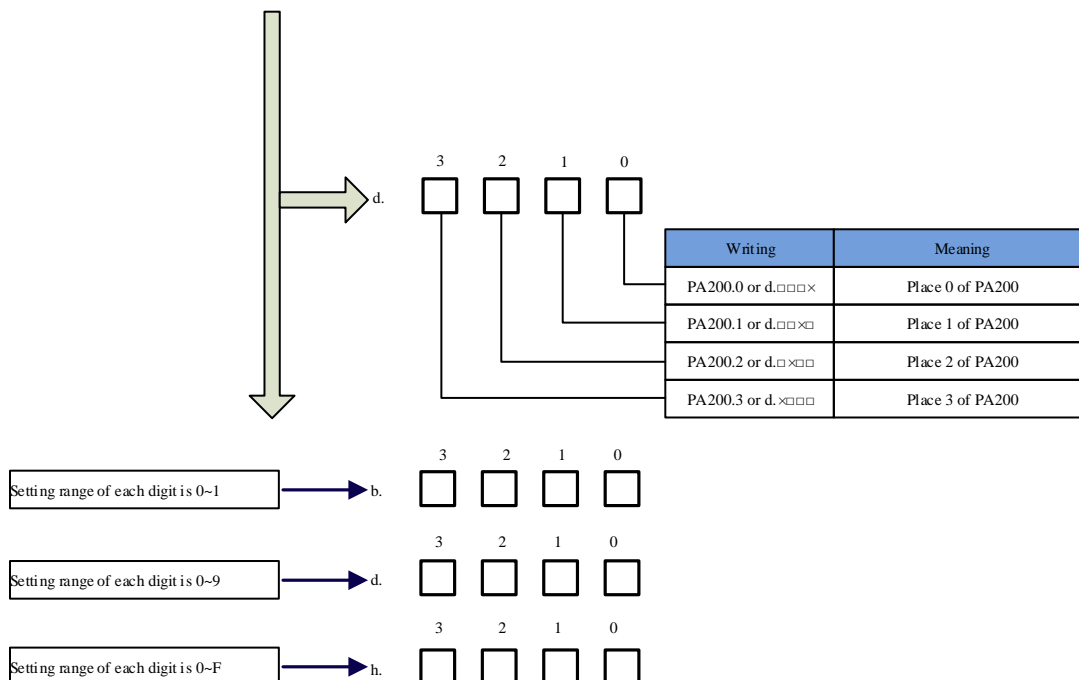 3 2 1 0
d.
Writing Meaning
PA200.0 or d.□□□× Place 0 of PA200
PA200.1 or d.□□×□ Place 1 of PA200
PA200.2 or d.□×□□ Place 2 of PA200
PA200.3 or d.×□□□ Place 3 of PA200
3 2 1 0
Setting range of each digit is 0~1 b.
3 2 1 0
Setting range of each digit is 0~9 d.
3 2 1 0
Setting range of each digit is 0~F h.